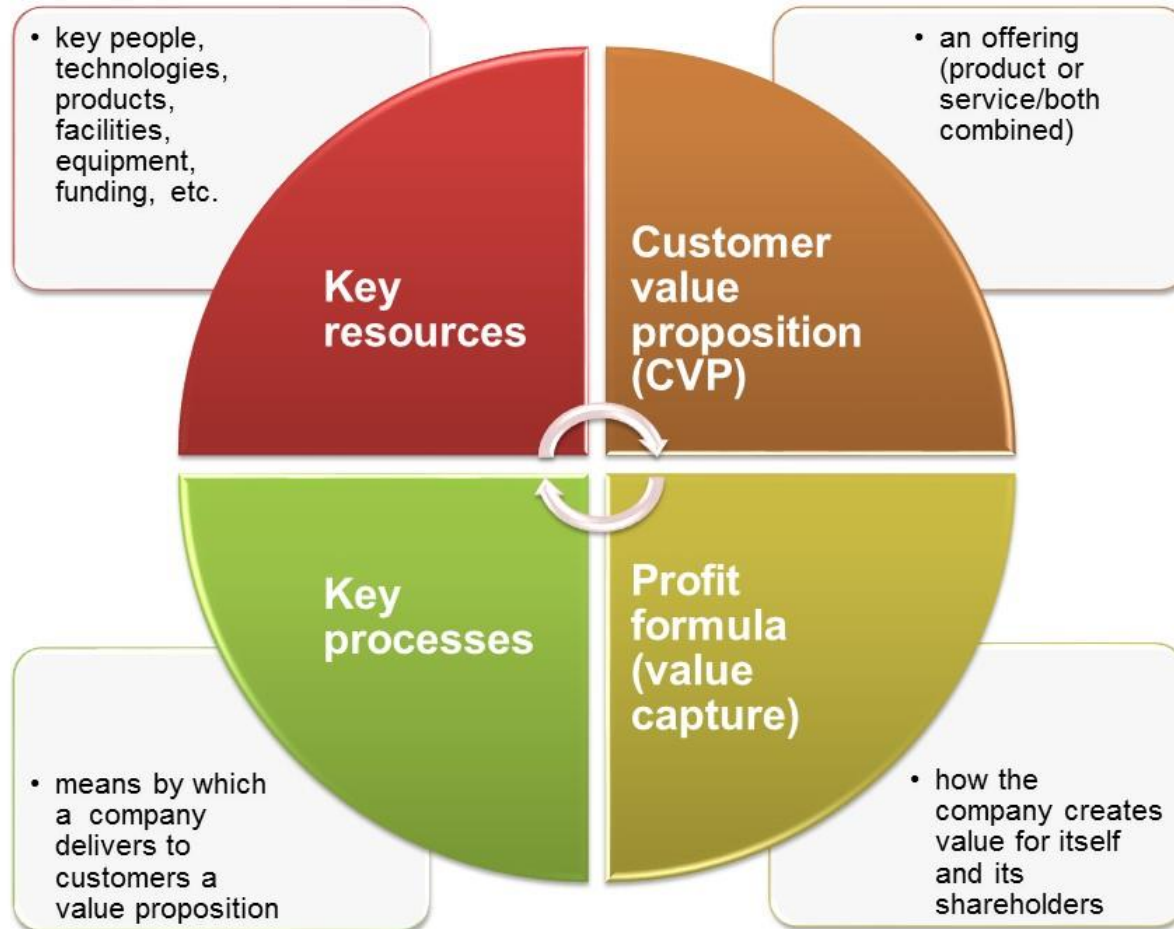 • key people,
technologies,
products,
facilities,
equipment,
funding, etc.
• an offering
(product or
service/both
combined)
Key
resources
Customer
value
proposition
(CVP)
Key
processes
Profit
formula
(value
capture)
• means by which
a company
delivers to
customers a
value proposition
• how the
company creates
value for itself
and its
shareholders